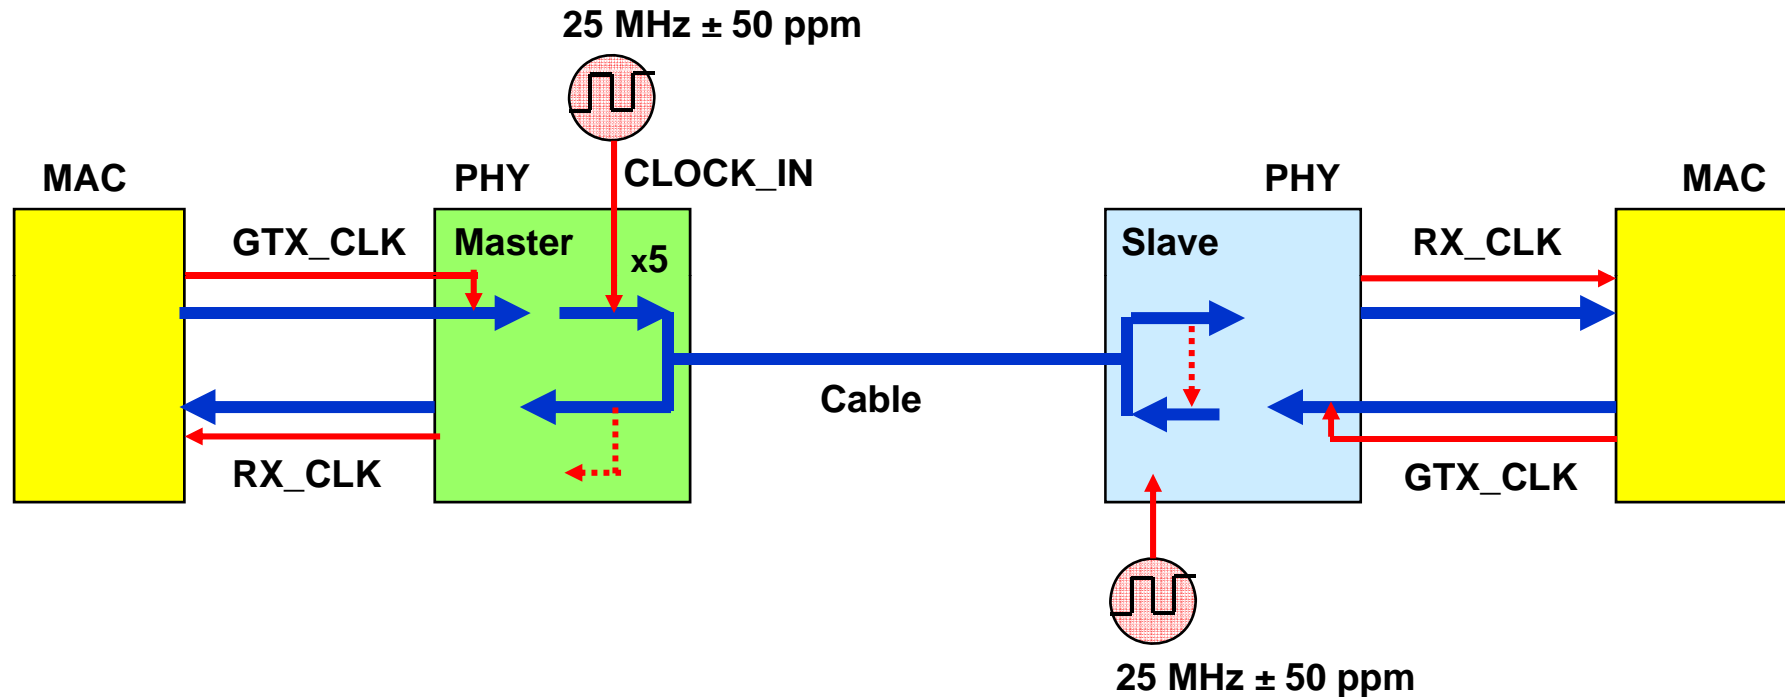 25 MHz ± 50 ppm
MAC
PHY
CLOCK_IN
PHY
MAC
GTX_CLK
Master
x5
Slave
RX_CLK
Cable
RX_CLK
GTX_CLK
25 MHz ± 50 ppm